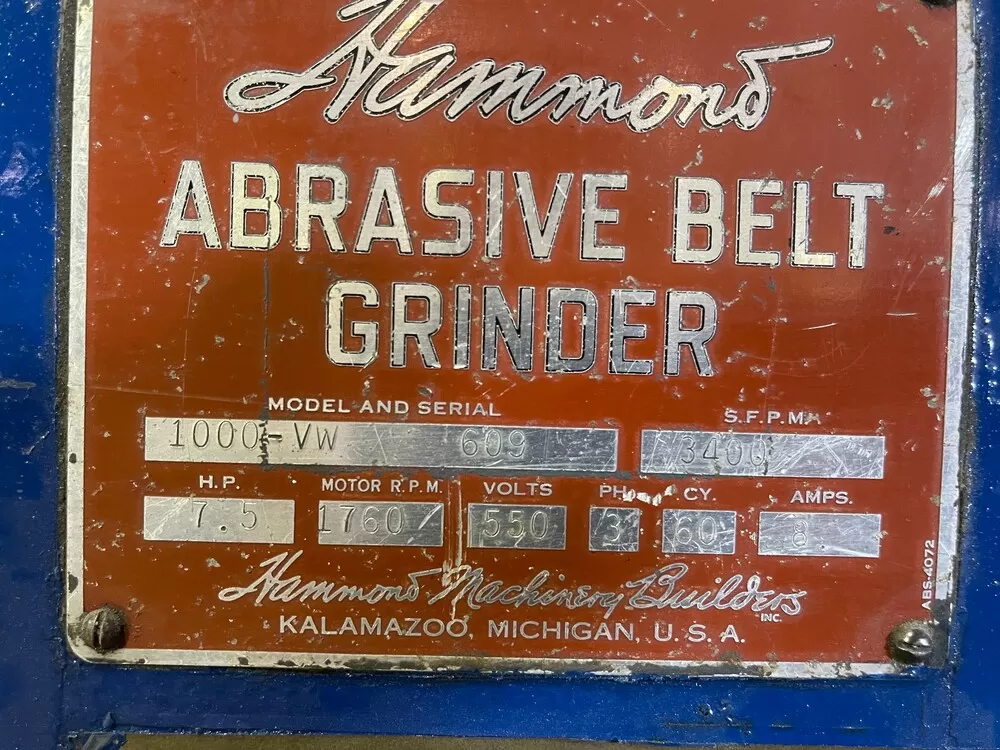 Hammond
ABRASIVE BELT
GRINDER
MODEL AND SERIAL S.F.P.M.
1000-VW 609 3400
H.P. MOTOR R.P.M. VOLTS PH. CY. AMPS.
7.5 1760 550 3 60 8
Hammond Machinery Builders
INC.
KALAMAZOO, MICHIGAN, U.S.A.
ABS-4072